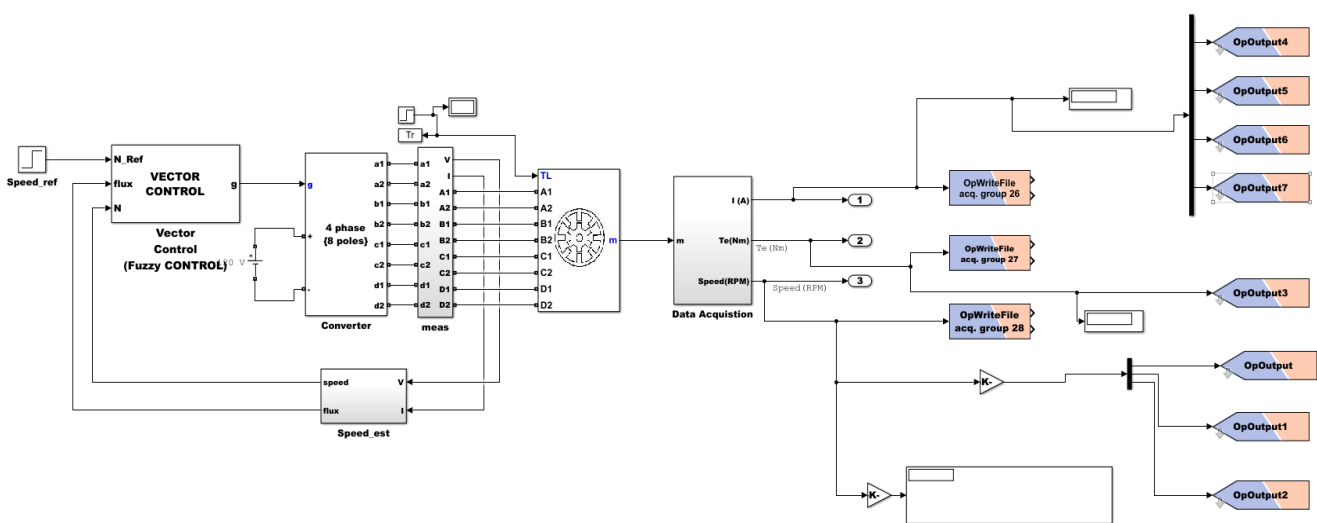 Speed_ref
N_Ref
flux
N
VECTOR
CONTROL
g
Vector
Control
(Fuzzy CONTROL)
g
+
-
4 phase
{8 poles}
a1
a2
b1
b2
c1
c2
d1
d2
Converter
a1
a2
b1
b2
c1
c2
d1
d2
V
I
A1
A2
B1
B2
C1
C2
D1
D2
meas
Tr
TL
A1
A2
B1
B2
C1
C2
D1
D2
m
speed
flux
V
I
Speed_est
m
I (A)
Te(Nm)
Speed(RPM)
Data Acquistion
Te(Nm)
Speed(RPM)
1
2
3
OpWriteFile
acq. group 26
OpWriteFile
acq. group 27
OpWriteFile
acq. group 28
K-
K-
OpOutput4
OpOutput5
OpOutput6
OpOutput7
OpOutput3
OpOutput
OpOutput1
OpOutput2